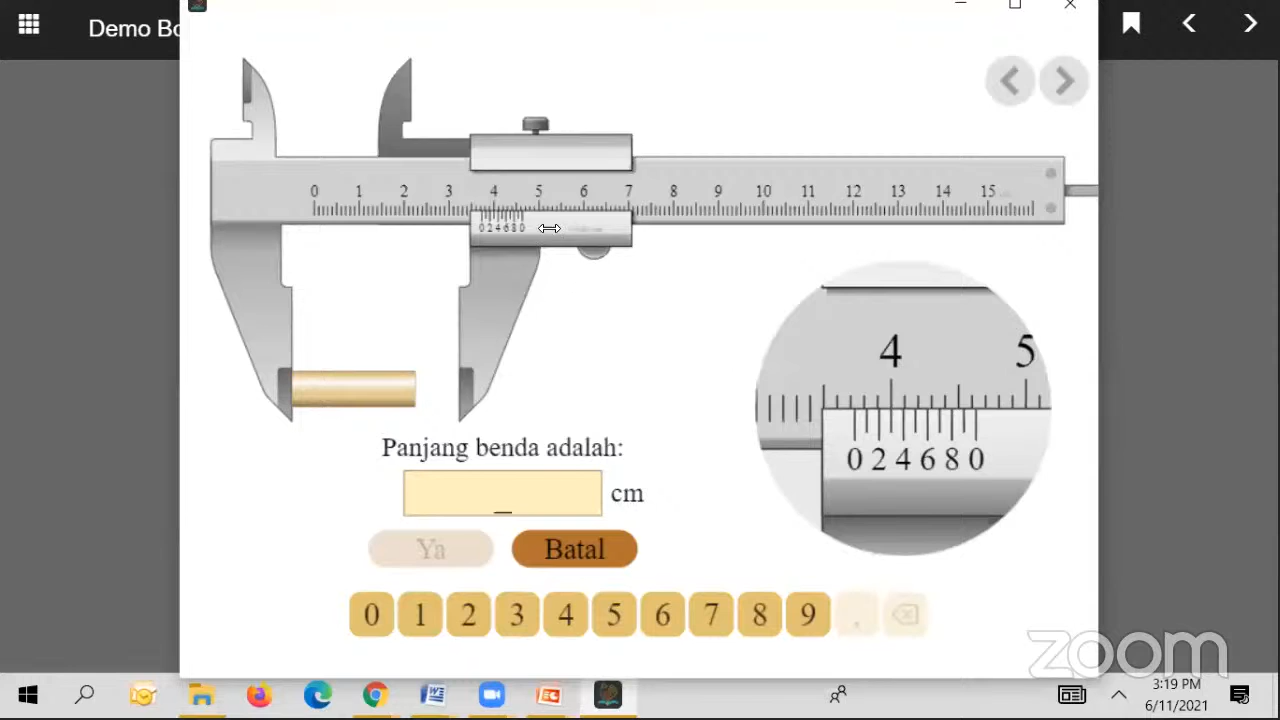 Demo Bo
0 1 2 3 4 5 6 7 8 9 10 11 12 13 14 15
0 2 4 6 8 0
4 5
0 2 4 6 8 0
Panjang benda adalah:
_ cm
Ya Batal
0 1 2 3 4 5 6 7 8 9 .
zoom
3:19 PM
6/11/2021